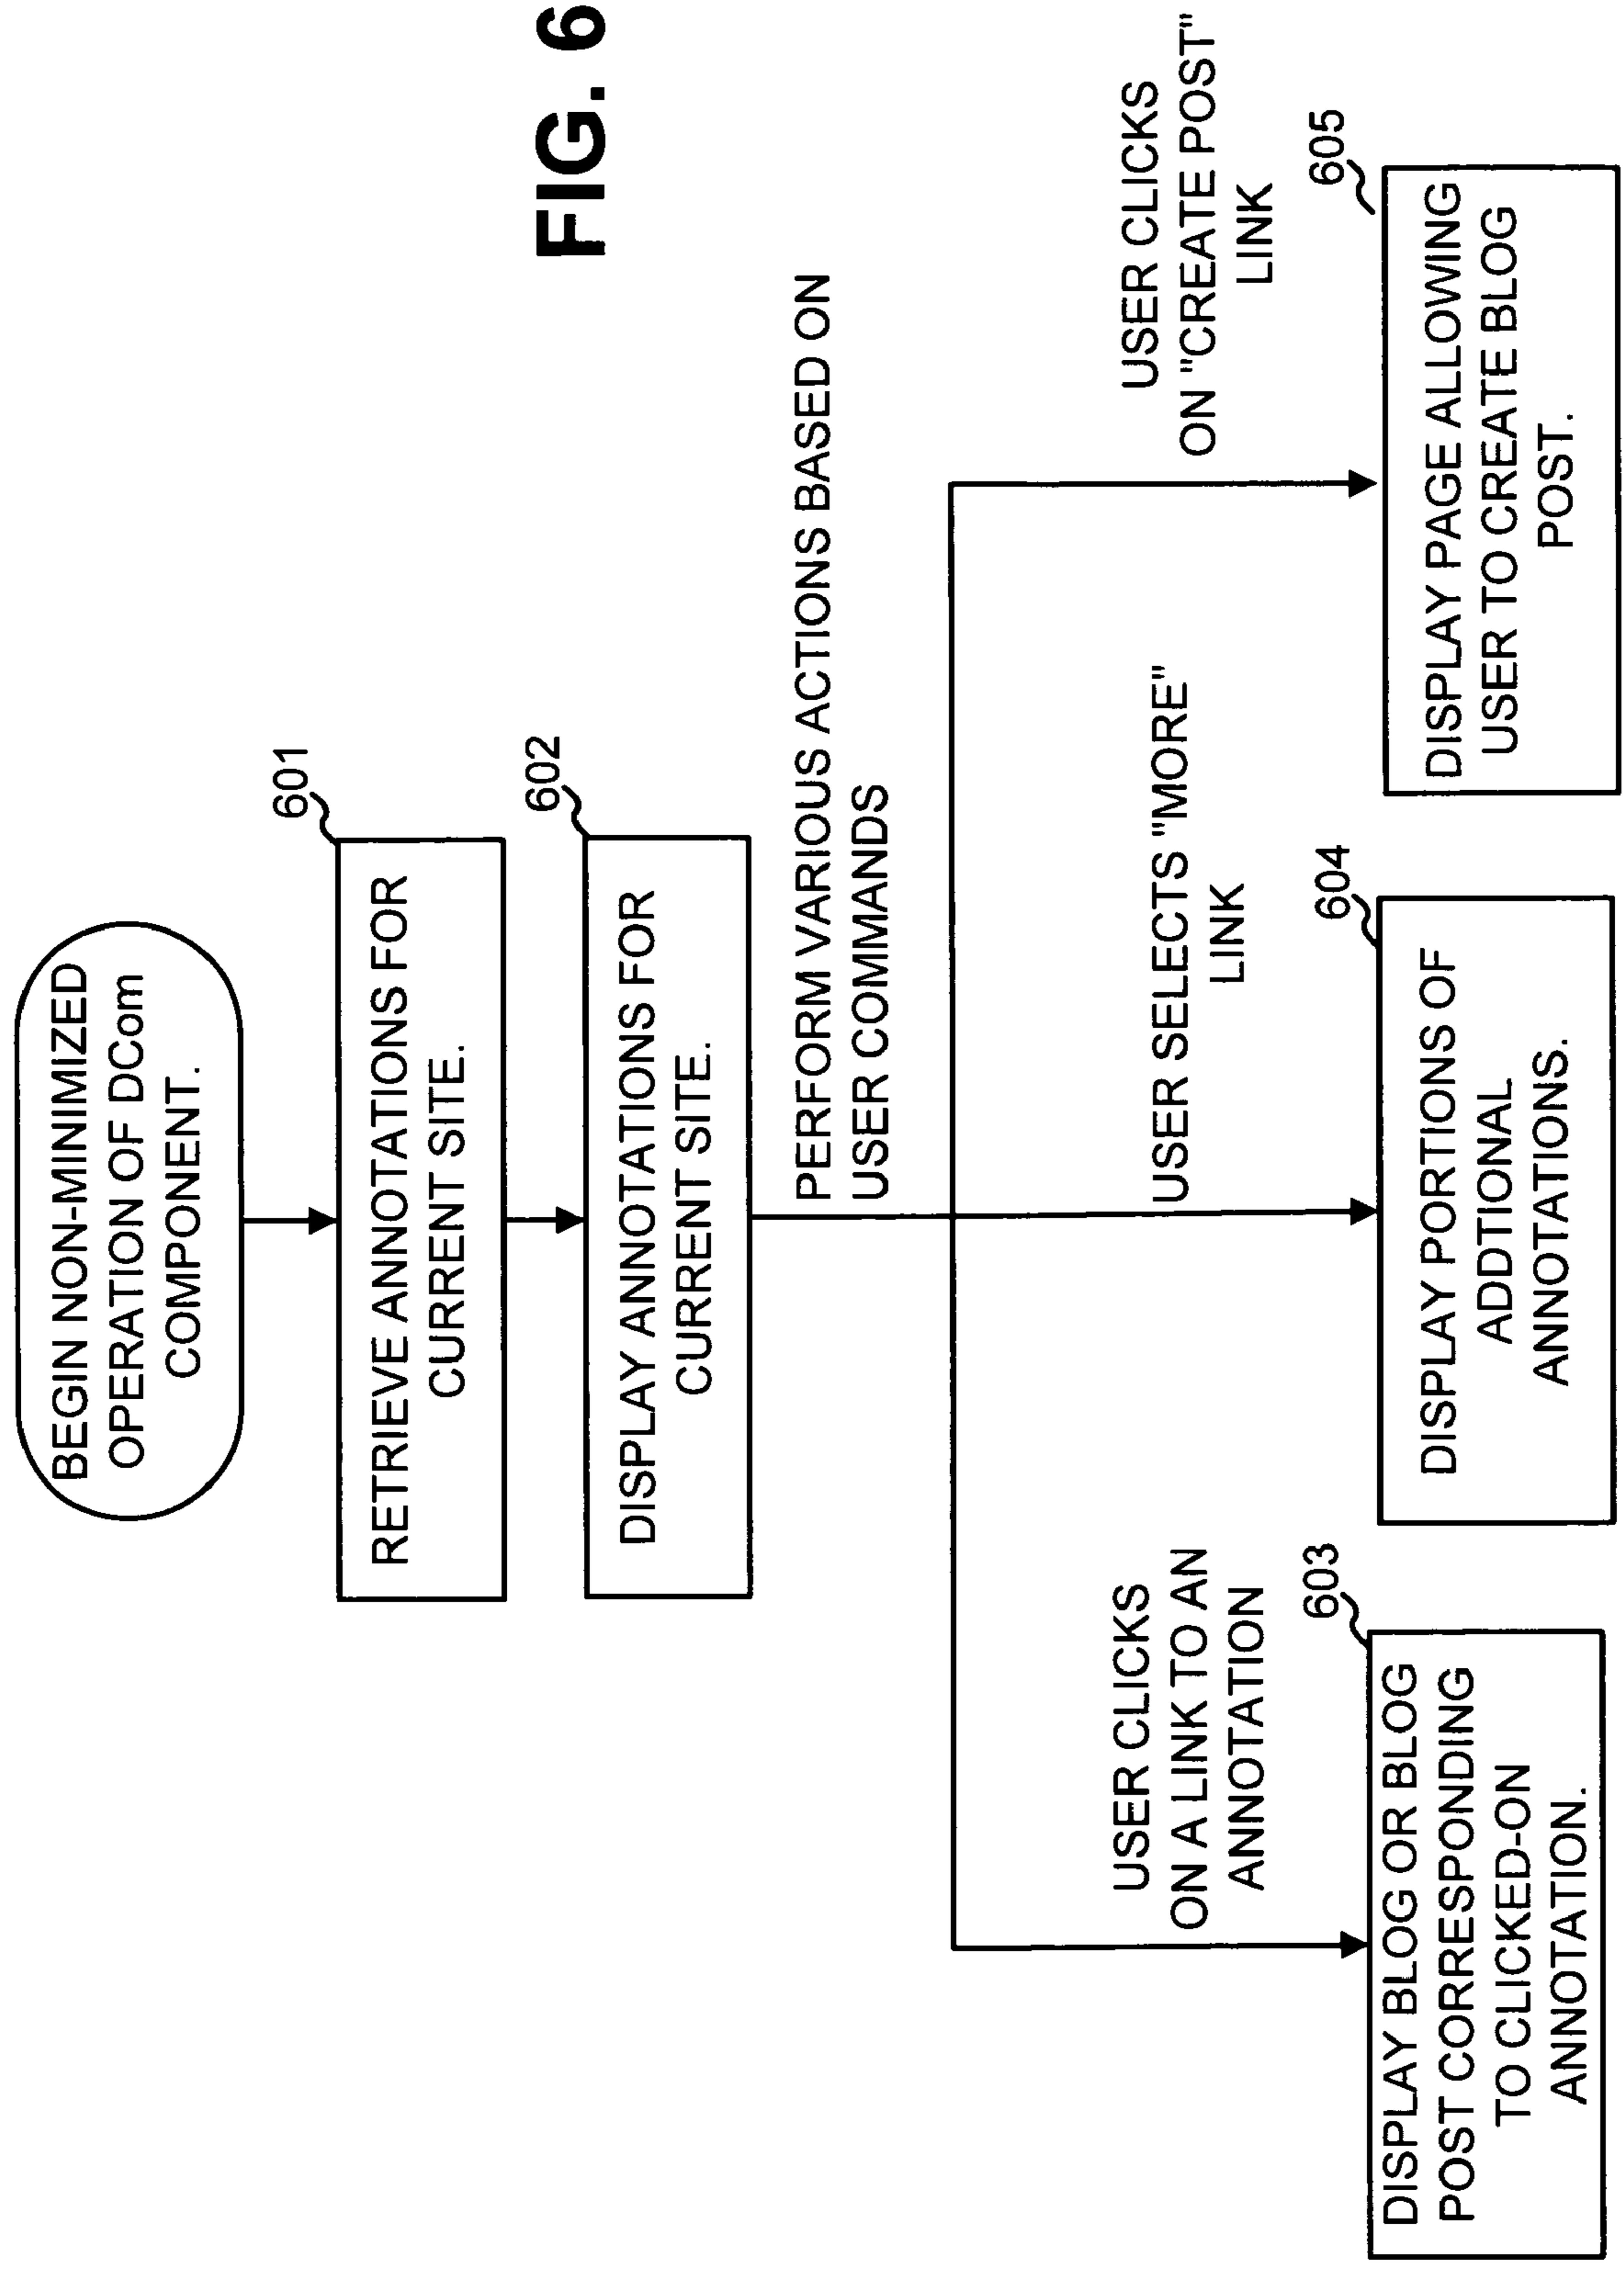 FIG. 6
BEGIN NON-MINIMIZED
OPERATION OF DCom
COMPONENT.
601
RETRIEVE ANNOTATIONS FOR
CURRENT SITE.
602
DISPLAY ANNOTATIONS FOR
CURRENT SITE.
PERFORM VARIOUS ACTIONS BASED ON
USER COMMANDS
USER CLICKS
ON A LINK TO AN
ANNOTATION
603
DISPLAY BLOG OR BLOG
POST CORRESPONDING
TO CLICKED-ON
ANNOTATION.
USER SELECTS "MORE"
LINK
604
DISPLAY PORTIONS OF
ADDTIONAL
ANNOTATIONS.
USER CLICKS
ON "CREATE POST"
LINK
605
DISPLAY PAGE ALLOWING
USER TO CREATE BLOG
POST.